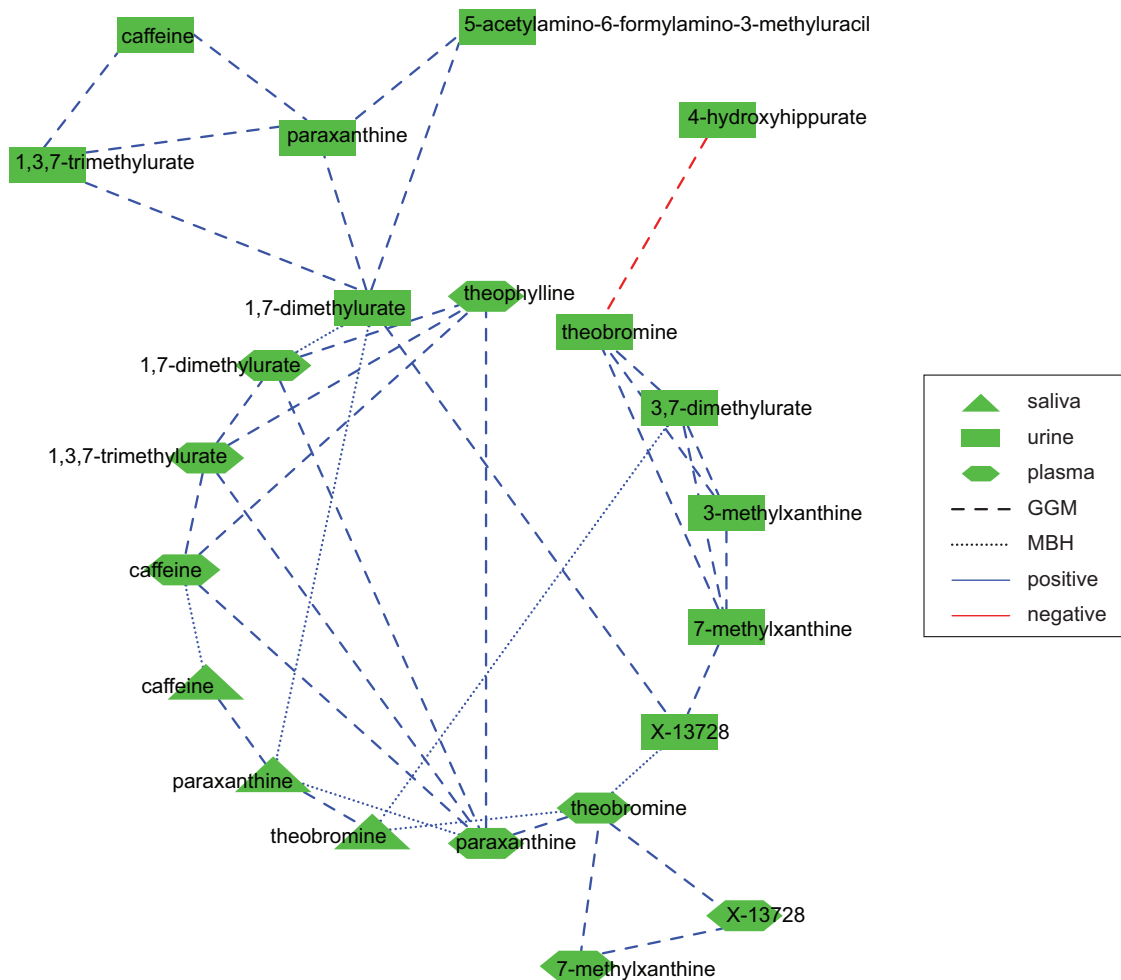 5-acetylamino-6-formylamino-3-methyluracil
caffeine
4-hydroxyhippurate
paraxanthine
1,3,7-trimethylurate
theophylline
1,7-dimethylurate
theobromine
1,7-dimethylurate
3,7-dimethylurate
1,3,7-trimethylurate
3-methylxanthine
caffeine
7-methylxanthine
caffeine
X-13728
paraxanthine
theobromine
theobromine
paraxanthine
X-13728
7-methylxanthine
saliva
urine
plasma
GGM
MBH
positive
negative